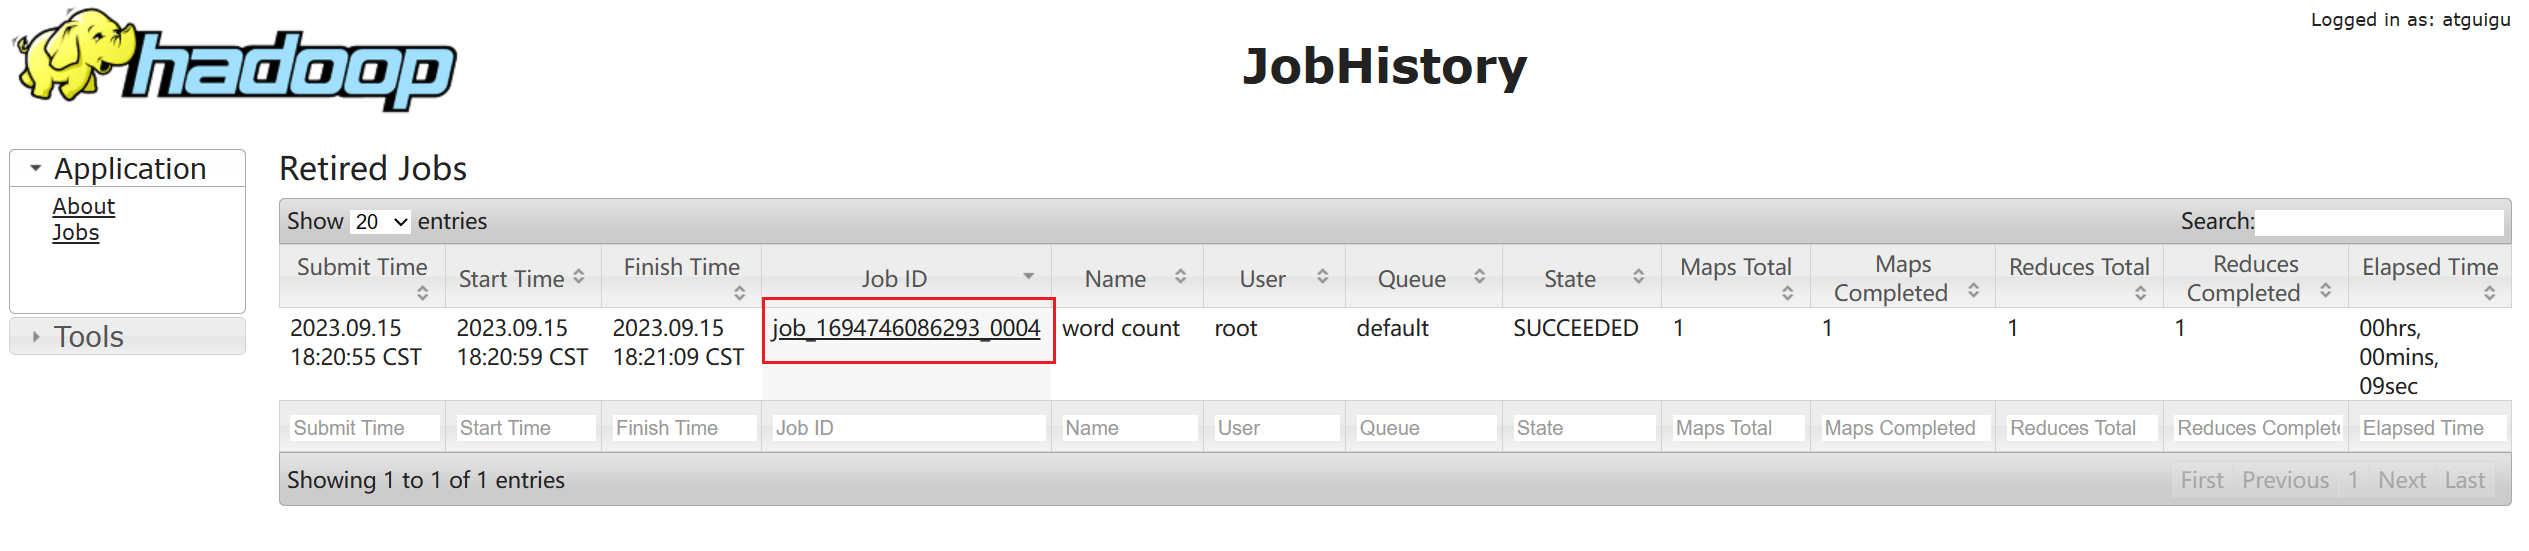 hadoop
JobHistory
Logged in as: atguigu
Application
About
Jobs
Tools
Retired Jobs
Show 20 entries
Search:
Submit Time Start Time Finish Time Job ID Name User Queue State Maps Total Maps Completed Reduces Total Reduces Completed Elapsed Time
2023.09.15 2023.09.15 2023.09.15 job_1694746086293_0004 word count root default SUCCEEDED 1 1 1 1 00hrs,
18:20:55 CST 18:20:59 CST 18:21:09 CST 00mins,
09sec
Submit Time Start Time Finish Time Job ID Name User Queue State Maps Total Maps Completed Reduces Total Reduces Complet Elapsed Time
Showing 1 to 1 of 1 entries
First Previous 1 Next Last